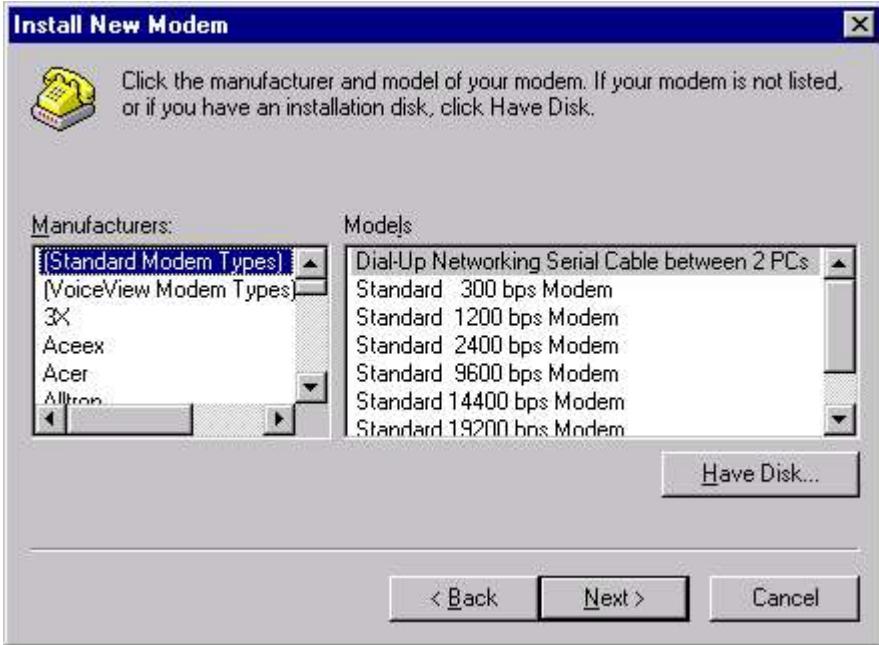 Install New Modem
Click the manufacturer and model of your modem. If your modem is not listed,
or if you have an installation disk, click Have Disk.
Manufacturers:
(Standard Modem Types)
(VoiceView Modem Types)
3X
Aceex
Acer
Alltron
Models
Dial-Up Networking Serial Cable between 2 PCs
Standard 300 bps Modem
Standard 1200 bps Modem
Standard 2400 bps Modem
Standard 9600 bps Modem
Standard 14400 bps Modem
Standard 19200 bps Modem
Have Disk...
< Back
Next >
Cancel